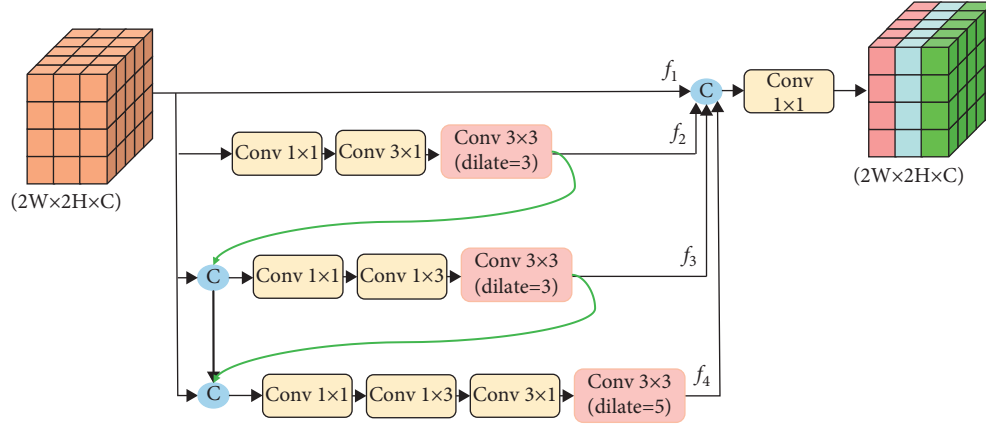 f1
C
Conv
1×1
(2W×2H×C)
(2W×2H×C)
f2
Conv 1×1
Conv 3×1
Conv 3×3
(dilate=3)
f3
C
Conv 1×1
Conv 1×3
Conv 3×3
(dilate=3)
f4
C
Conv 1×1
Conv 1×3
Conv 3×1
Conv 3×3
(dilate=5)